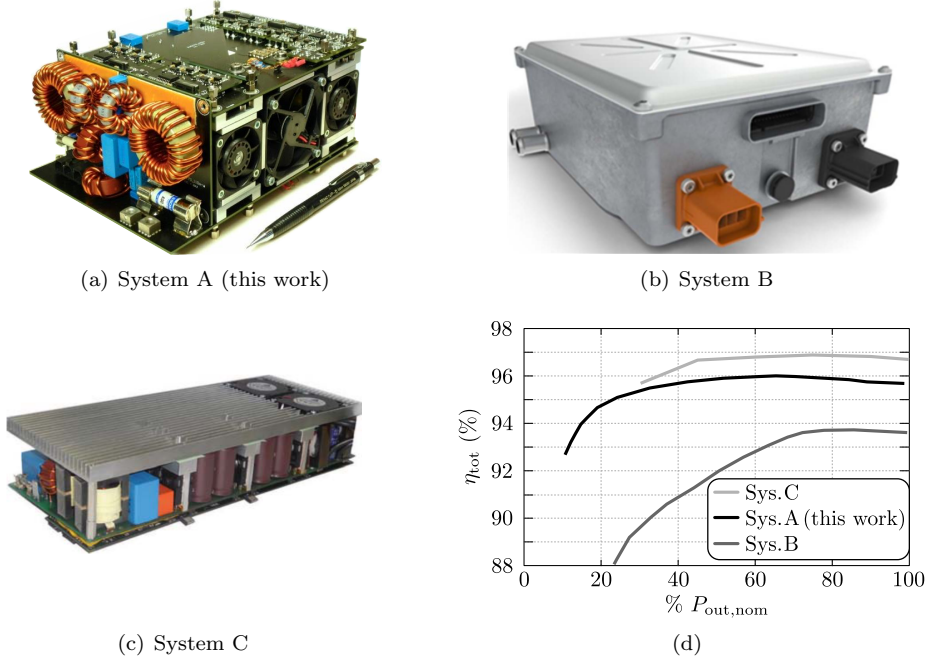 (a) System A (this work)
(b) System B
98
96
94
92
90
88
η_tot (%)
Sys.C
Sys.A (this work)
Sys.B
0 20 40 60 80 100
% P_out,nom
(c) System C
(d)